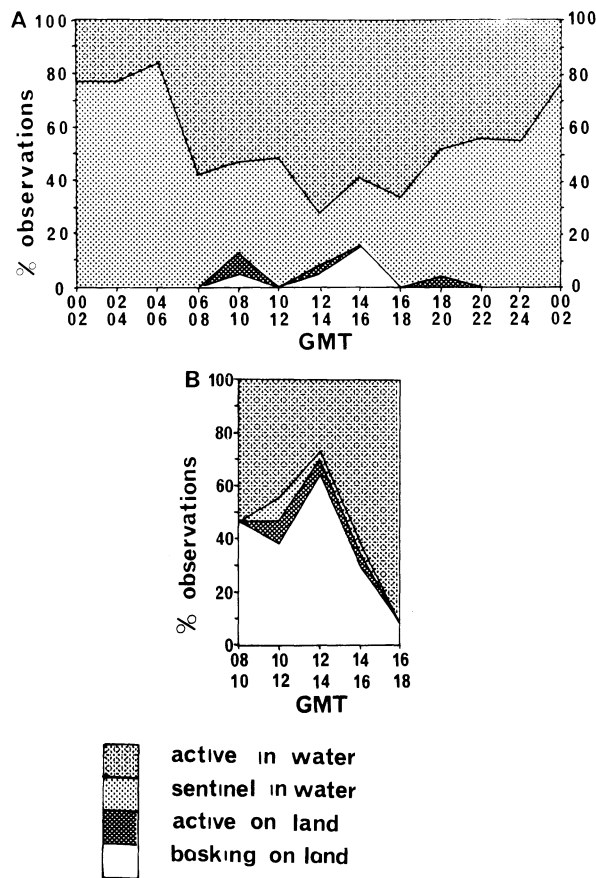 A
100 100
80 80
60 60
40 40
20 20
0 0
% observations
00 02 04 06 08 10 12 14 16 18 20 22 00
02 04 06 08 10 12 14 16 18 20 22 24 02
GMT
B
100
80
60
40
20
0
% observations
08 10 12 14 16
10 12 14 16 18
GMT
active in water
sentinel in water
active on land
basking on land